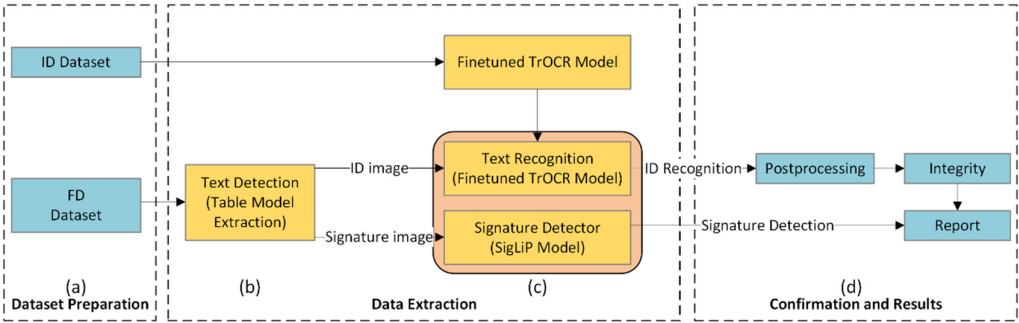 ID Dataset
Finetuned TrOCR Model
FD
Dataset
Text Detection
(Table Model
Extraction)
ID image
Signature image
Text Recognition
(Finetuned TrOCR Model)
Signature Detector
(SigLiP Model)
ID Recognition
Signature Detection
Postprocessing
Integrity
Report
(a)
(b)
(c)
(d)
Dataset Preparation
Data Extraction
Confirmation and Results